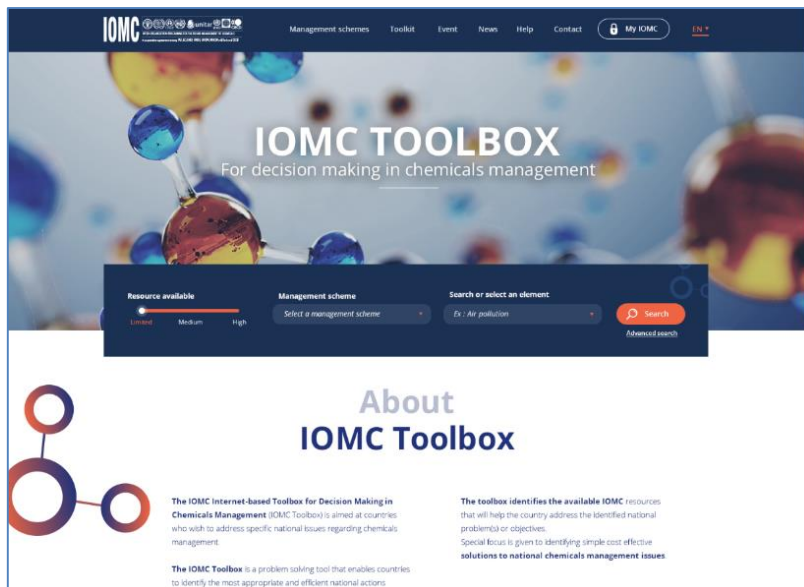 IOMC
unitar
Management schemes Toolkit Event News Help Contact My IOMC EN
IOMC TOOLBOX
For decision making in chemicals management
Resource available
Limited Medium High
Management scheme
Select a management scheme
Search or select an element
Ex : Air pollution
Search
Advanced search
About
IOMC Toolbox
The IOMC Internet-based Toolbox for Decision Making in
Chemicals Management (IOMC Toolbox) is aimed at countries
who wish to address specific national issues regarding chemicals
management
The IOMC Toolbox is a problem solving tool that enables countries
to identify the most appropriate and efficient national actions
The toolbox identifies the available IOMC resources
that will help the country address the identified national
problem(s) or objectives.
Special focus is given to identifying simple cost effective
solutions to national chemicals management issues.